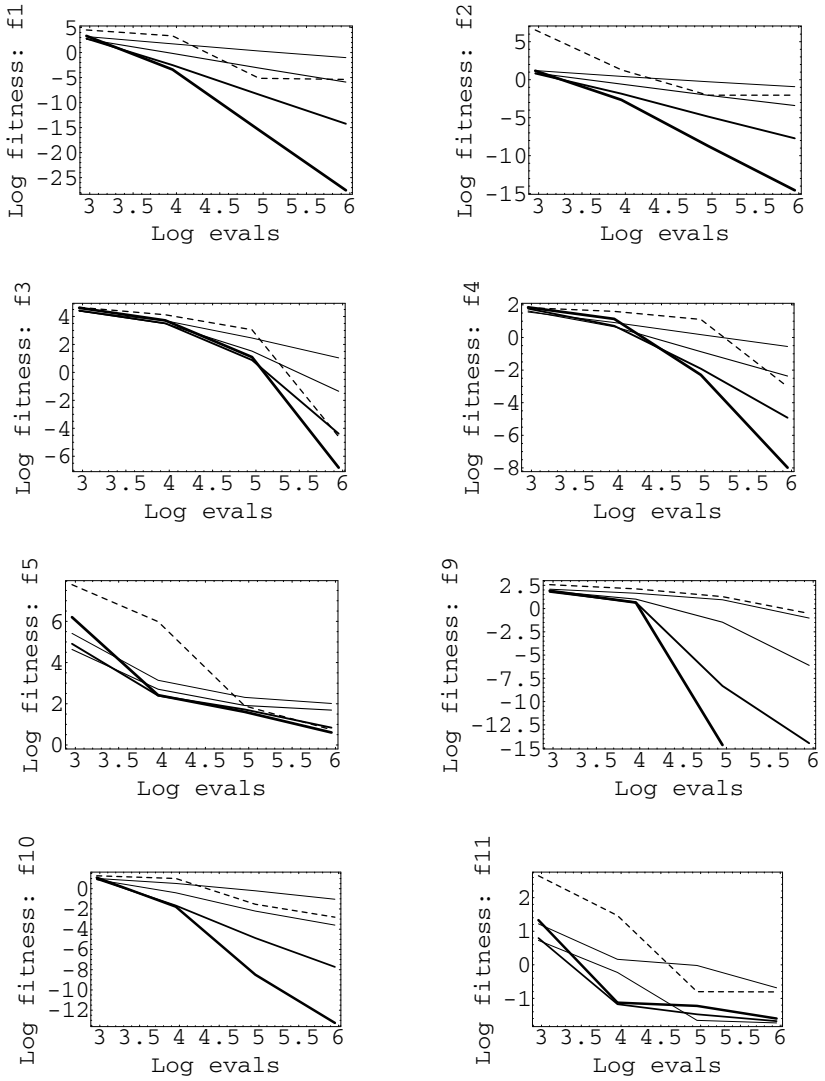 Log fitness: f1
5
0
-5
-10
-15
-20
-25
3 3.5 4 4.5 5 5.5 6
Log evals
Log fitness: f2
5
0
-5
-10
-15
3 3.5 4 4.5 5 5.5 6
Log evals
Log fitness: f3
4
2
0
-2
-4
-6
3 3.5 4 4.5 5 5.5 6
Log evals
Log fitness: f4
2
0
-2
-4
-6
-8
3 3.5 4 4.5 5 5.5 6
Log evals
Log fitness: f5
6
4
2
0
3 3.5 4 4.5 5 5.5 6
Log evals
Log fitness: f9
2.5
0
-2.5
-5
-7.5
-10
-12.5
-15
3 3.5 4 4.5 5 5.5 6
Log evals
Log fitness: f10
0
-2
-4
-6
-8
-10
-12
3 3.5 4 4.5 5 5.5 6
Log evals
Log fitness: f11
2
1
0
-1
3 3.5 4 4.5 5 5.5 6
Log evals